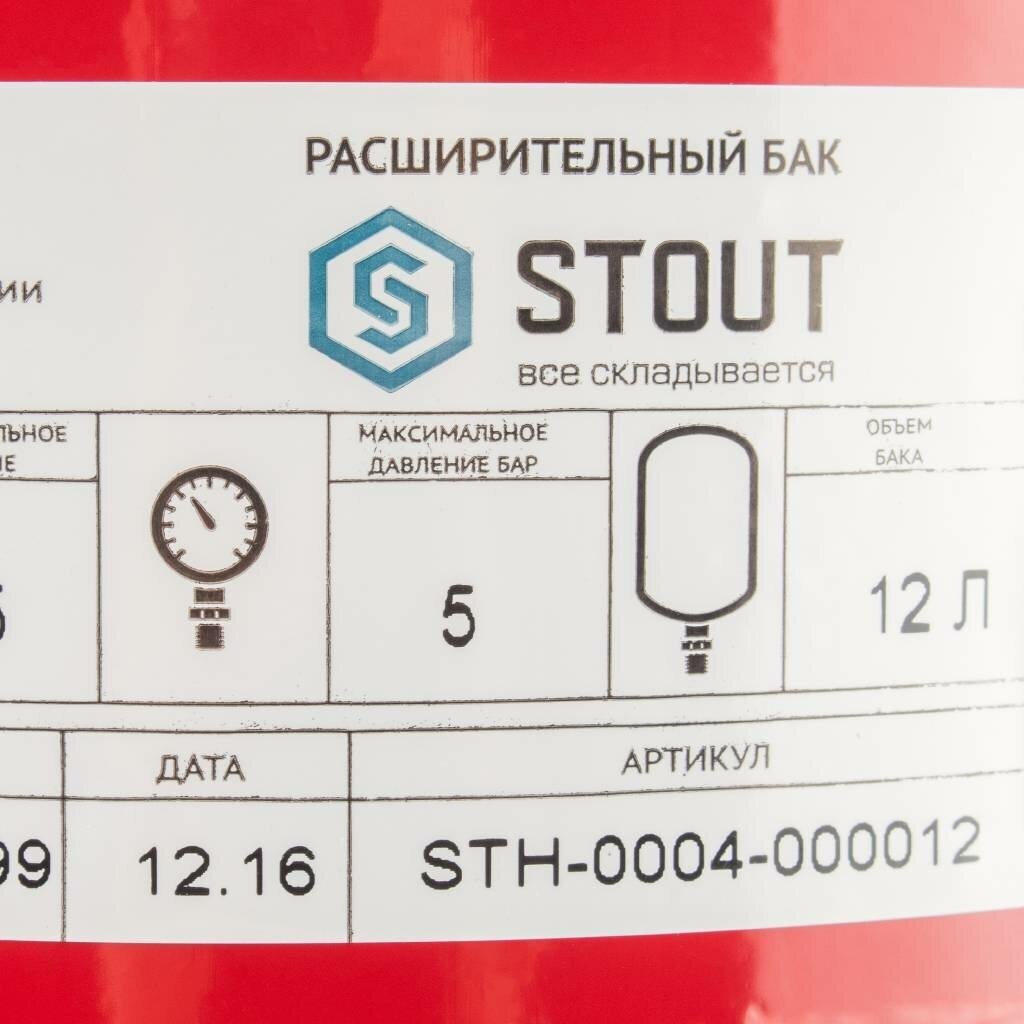 РАСШИРИТЕЛЬНЫЙ БАК
STOUT
все складывается
МАКСИМАЛЬНОЕ
ДАВЛЕНИЕ БАР
5
ОБЪЕМ
БАКА
12 Л
ДАТА
12.16
АРТИКУЛ
STH-0004-000012